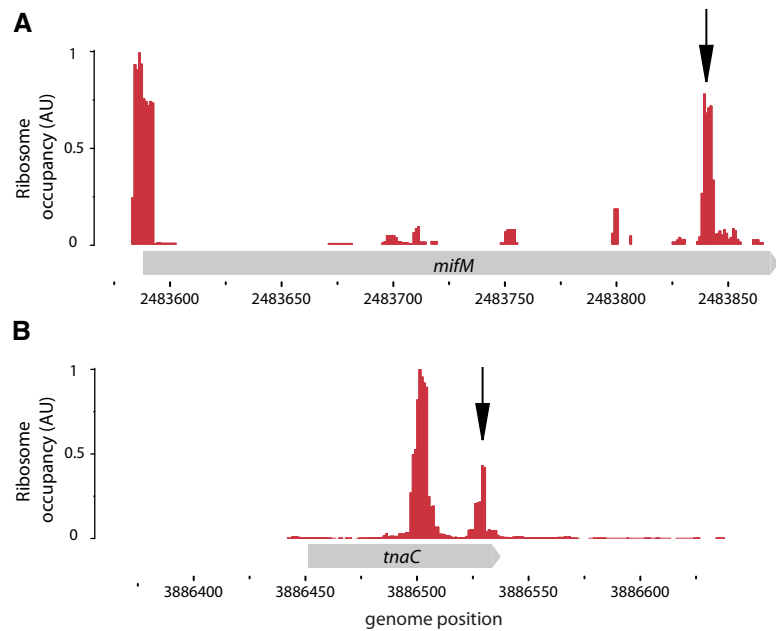 A
Ribosome
occupancy (AU)
1
0.5
0
mifM
2483600
2483650
2483700
2483750
2483800
2483850
B
Ribosome
occupancy (AU)
1
0.5
0
tnaC
3886400
3886450
3886500
3886550
3886600
genome position